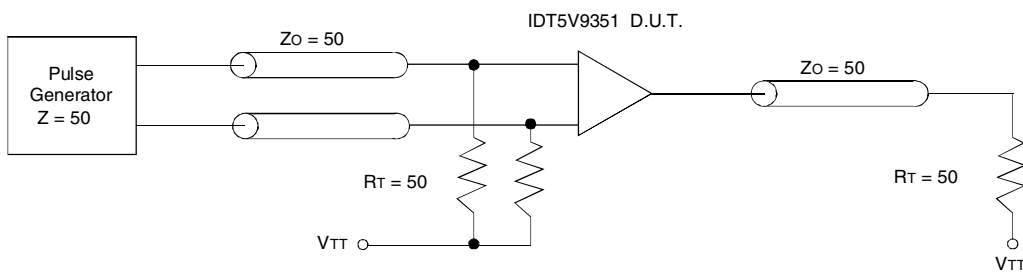 IDT5V9351 D.U.T.
Pulse
Generator
Z = 50
ZO = 50
ZO = 50
RT = 50
VTT
RT = 50
VTT